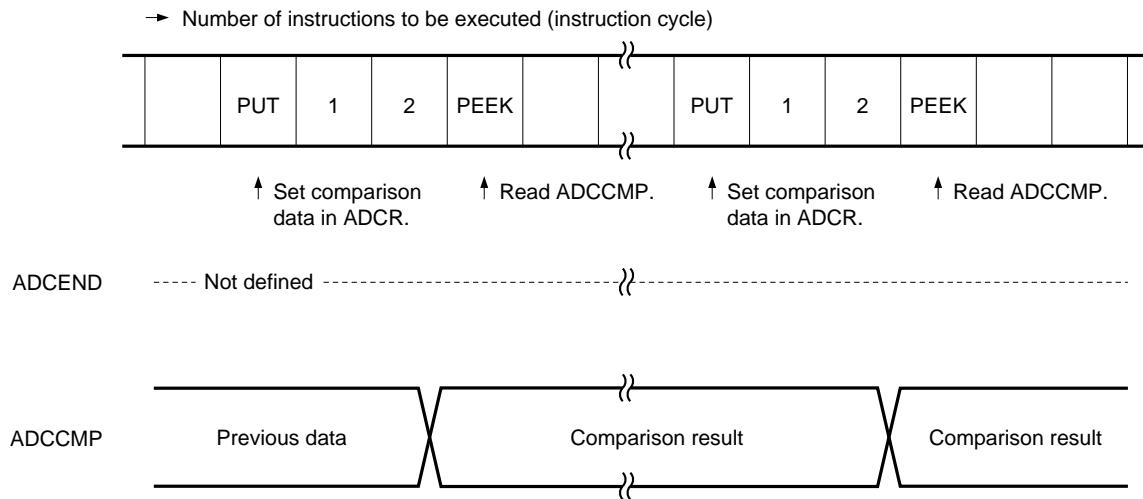 → Number of instructions to be executed (instruction cycle)
PUT 1 2 PEEK PUT 1 2 PEEK
Set comparison data in ADCR.
Read ADCCMP.
Set comparison data in ADCR.
Read ADCCMP.
ADCEND Not defined
ADCCMP Previous data Comparison result Comparison result